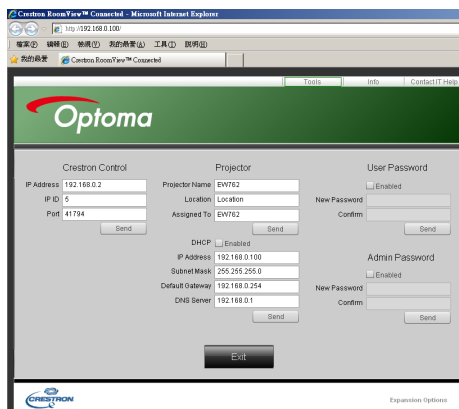 Crestron RoomView™ Connected - Microsoft Internet Explorer
http://192.168.0.100/
檔案(F) 編輯(E) 檢視(V) 我的最愛(A) 工具(T) 說明(H)
我的最愛 Crestron RoomView™ Connected
Tools Info Contact IT Help
Optoma
Crestron Control Projector User Password
IP Address 192.168.0.2 Projector Name EW762 Enabled
IP ID 5 Location Location New Password
Port 41794 Assigned To EW762 Confirm
Send Send Send
DHCP Enabled Admin Password
IP Address 192.168.0.100 Enabled
Subnet Mask 255.255.255.0
Default Gateway 192.168.0.254 New Password
DNS Server 192.168.0.1 Confirm
Send Send
Exit
CRESTRON Expansion Options